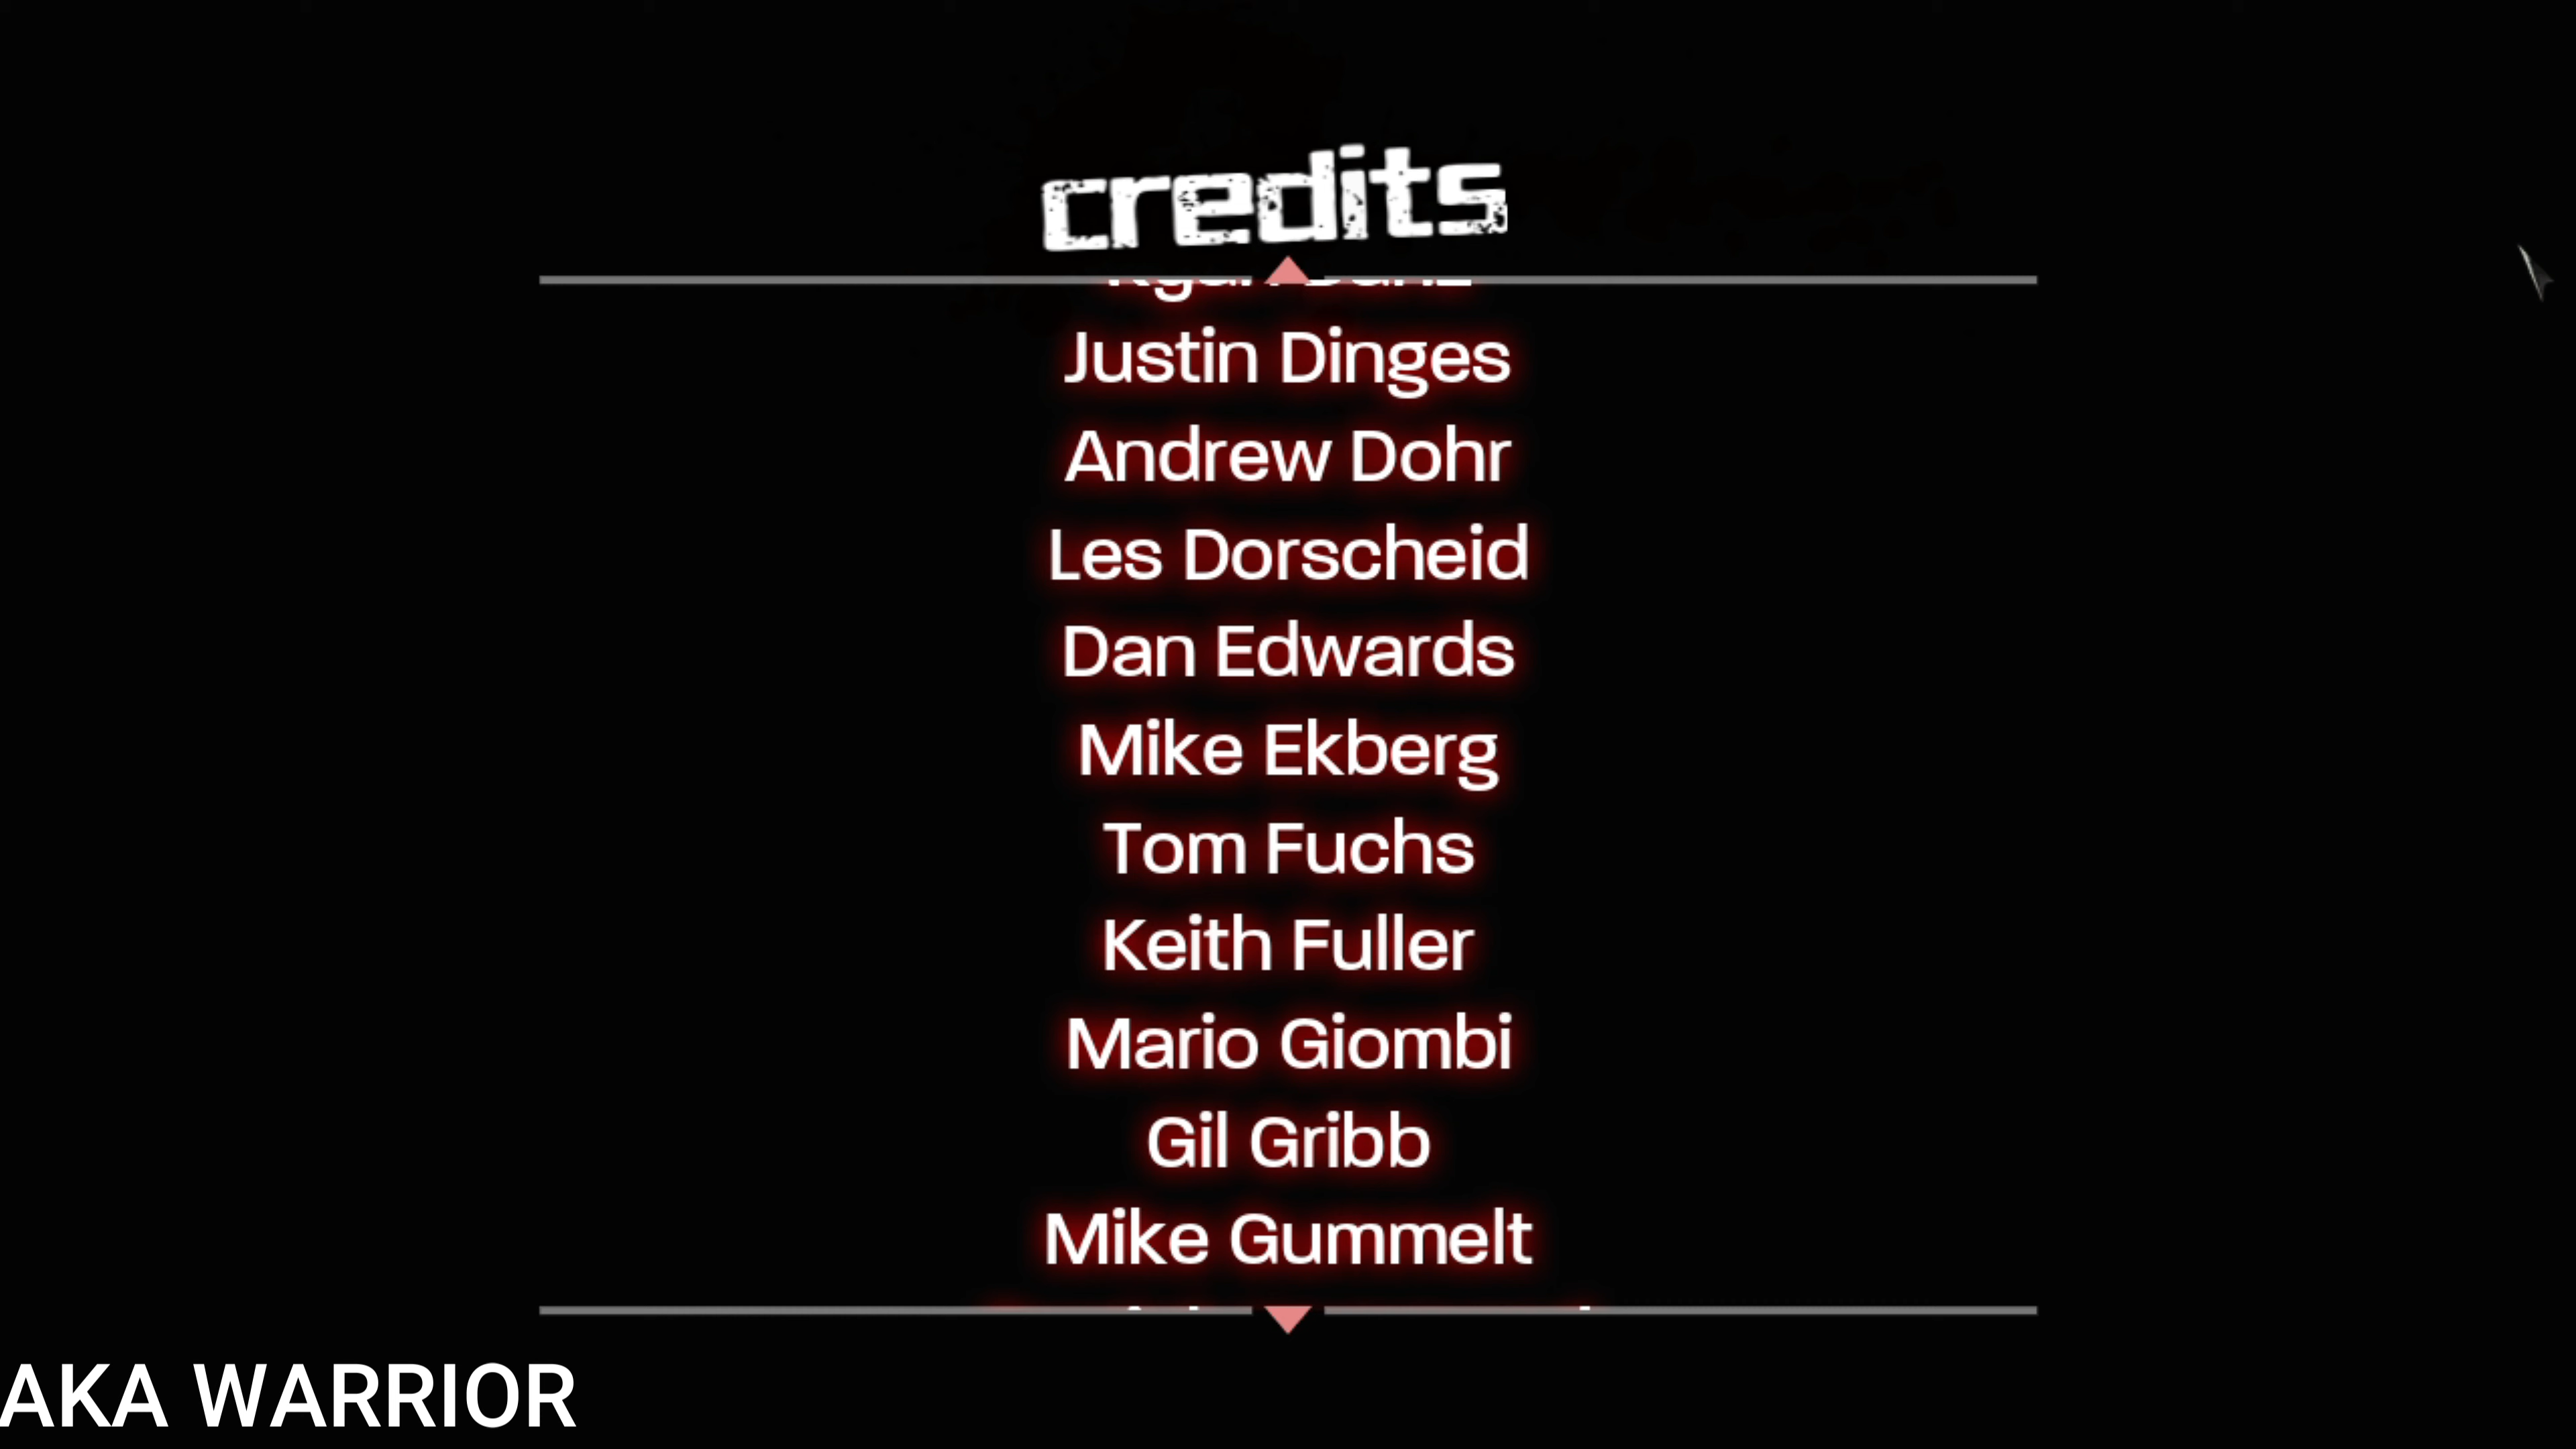 credits
Justin Dinges
Andrew Dohr
Les Dorscheid
Dan Edwards
Mike Ekberg
Tom Fuchs
Keith Fuller
Mario Giombi
Gil Gribb
Mike Gummelt
AKA WARRIOR